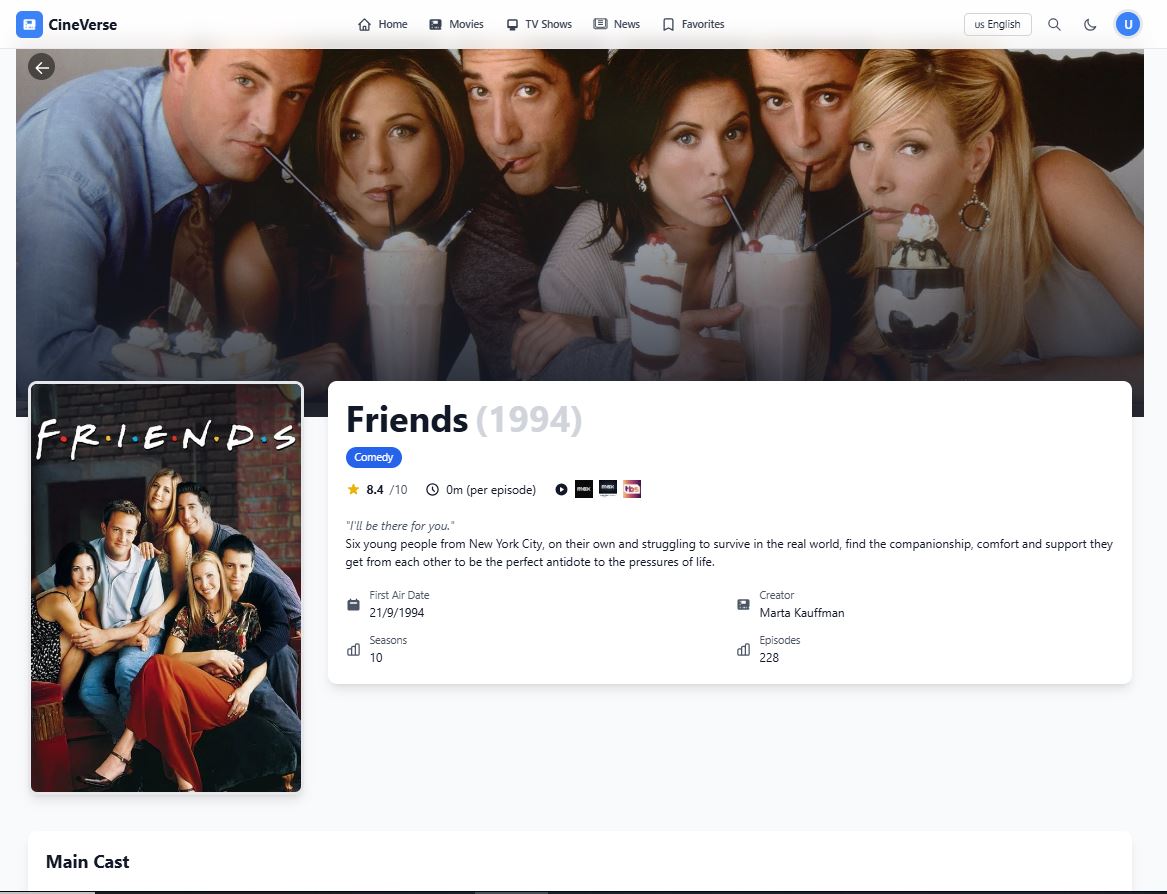 CineVerse
Home
Movies
TV Shows
News
Favorites
us English
U
F·R·I·E·N·D·S
Friends (1994)
Comedy
8.4 /10
0m (per episode)
max
max
tbs
"I'll be there for you."
Six young people from New York City, on their own and struggling to survive in the real world, find the companionship, comfort and support they
get from each other to be the perfect antidote to the pressures of life.
First Air Date
21/9/1994
Creator
Marta Kauffman
Seasons
10
Episodes
228
Main Cast